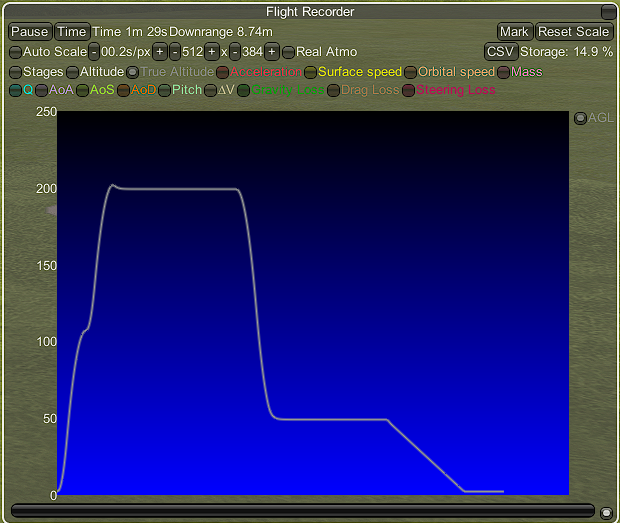 Flight Recorder
Pause Time Time 1m 29s Downrange 8.74m Mark Reset Scale
Auto Scale - 00.2s/px + - 512 + x - 384 + Real Atmo CSV Storage: 14.9 %
Stages Altitude True Altitude Acceleration Surface speed Orbital speed Mass
Q AoA AoS AoD Pitch ∆V Gravity Loss Drag Loss Steering Loss
250
AGL
200
150
100
50
0